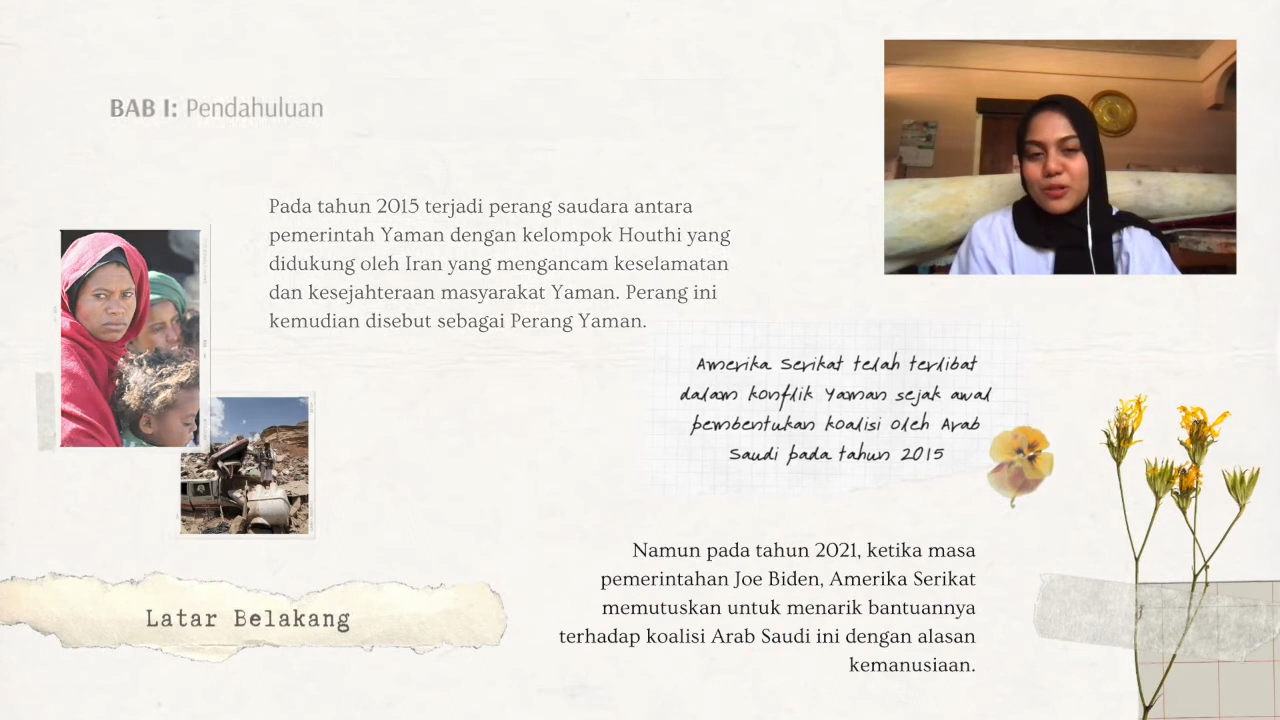 BAB I: Pendahuluan
Pada tahun 2015 terjadi perang saudara antara
pemerintah Yaman dengan kelompok Houthi yang
didukung oleh Iran yang mengancam keselamatan
dan kesejahteraan masyarakat Yaman. Perang ini
kemudian disebut sebagai Perang Yaman.
Amerika Serikat telah terlibat
dalam konflik Yaman sejak awal
pembentukan koalisi oleh Arab
Saudi pada tahun 2015
Namun pada tahun 2021, ketika masa
pemerintahan Joe Biden, Amerika Serikat
memutuskan untuk menarik bantuannya
terhadap koalisi Arab Saudi ini dengan alasan
kemanusiaan.
Latar Belakang